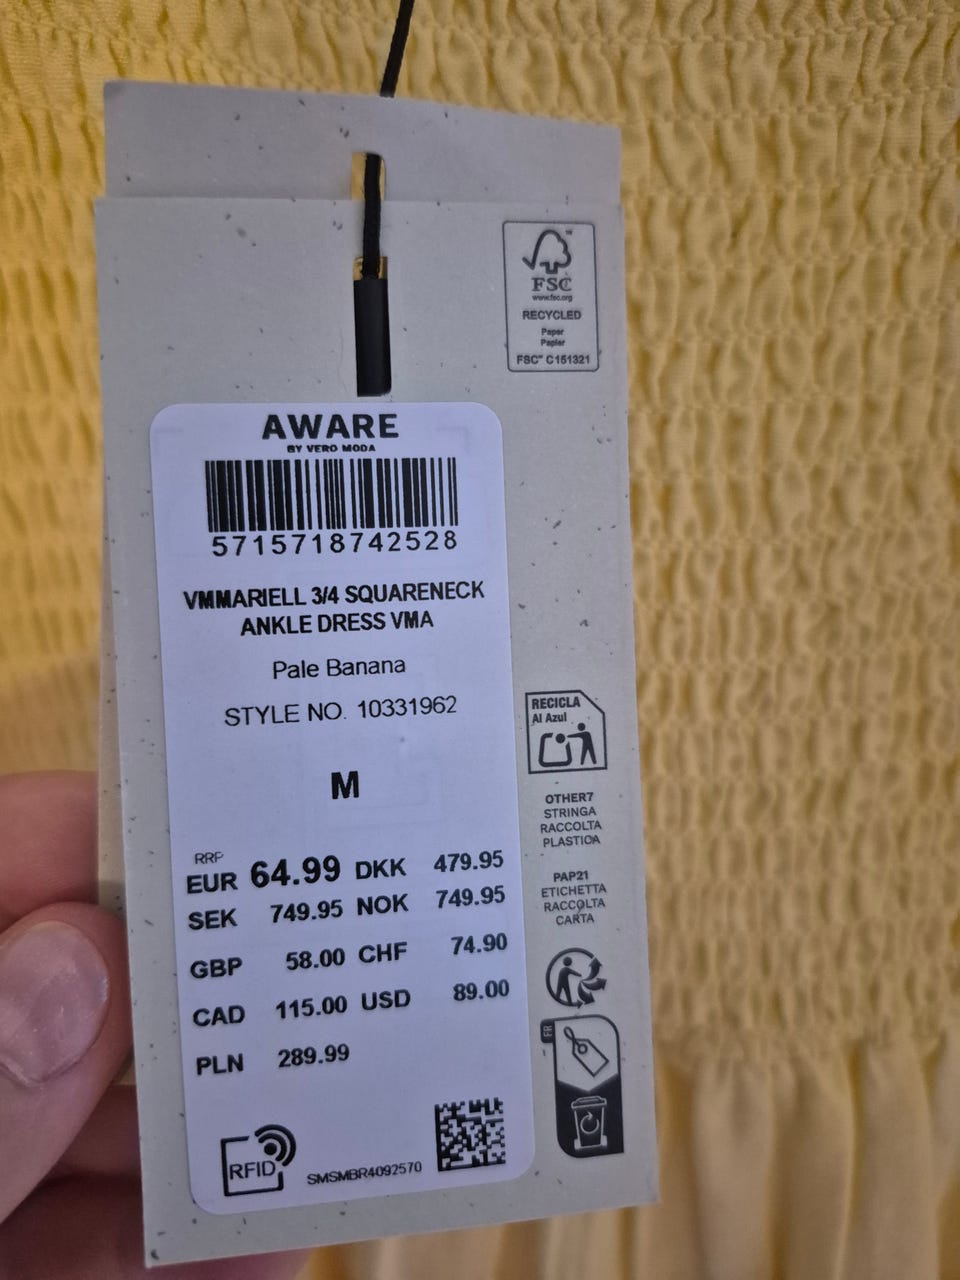 FSC
www.fsc.org
RECYCLED
Paper
Papier
FSC™ C151321
AWARE
BY VERO MODA
5715718742528
VMMARIELL 3/4 SQUARENECK
ANKLE DRESS VMA
Pale Banana
STYLE NO. 10331962
M
RRP
EUR 64.99 DKK 479.95
SEK 749.95 NOK 749.95
GBP 58.00 CHF 74.90
CAD 115.00 USD 89.00
PLN 289.99
RFID
SMSMBR4092570
RECICLA
Al Azul
OTHER7
STRINGA
RACCOLTA
PLASTICA
PAP21
ETICHETTA
RACCOLTA
CARTA
FR